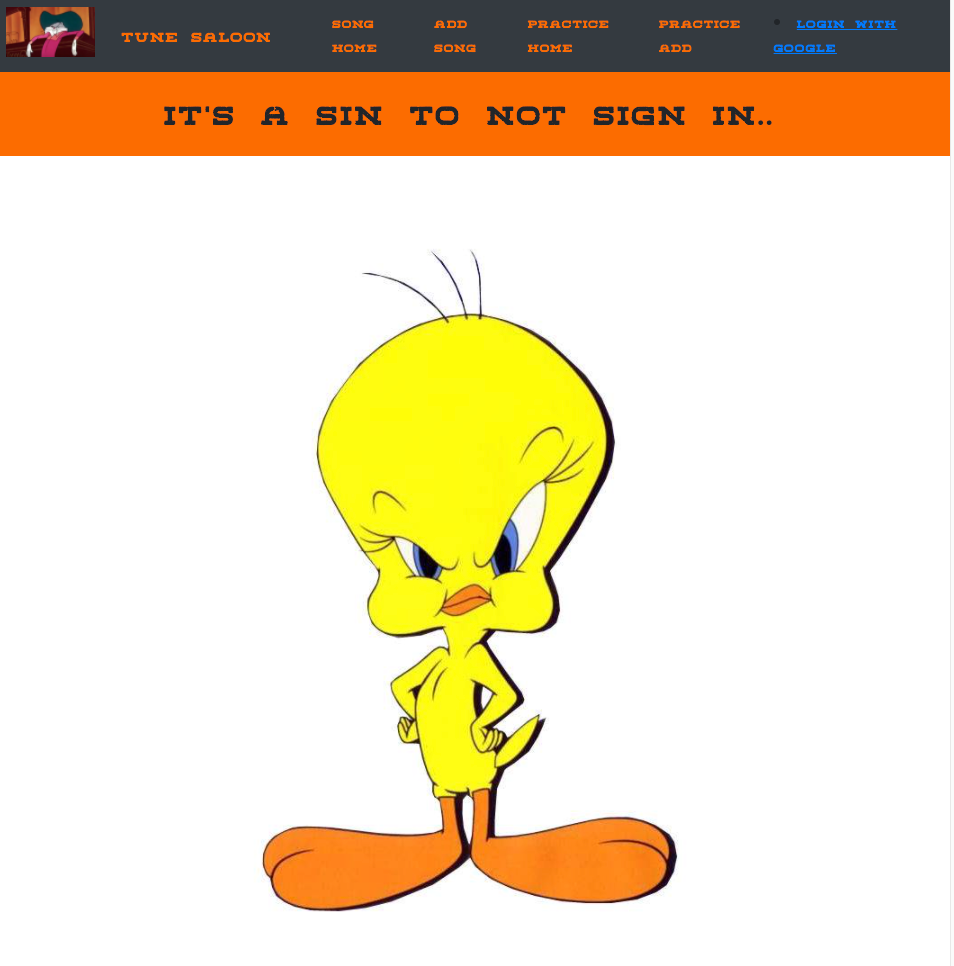 TUNE SALOON
SONG
HOME
ADD
SONG
PRACTICE
HOME
PRACTICE
ADD
LOGIN WITH
GOOGLE
IT'S A SIN TO NOT SIGN IN..